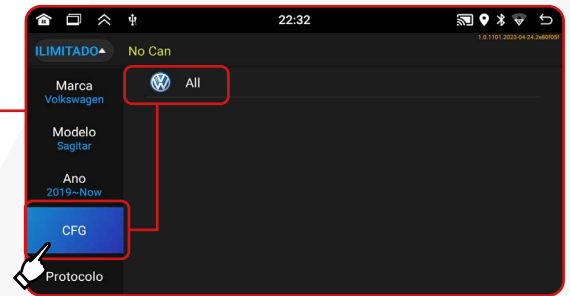 22:32
1.0.1101.2023-04-24.2a80f05f
ILIMITADO▲ No Can
Marca
Volkswagen
All
Modelo
Sagitar
Ano
2019~Now
CFG
Protocolo